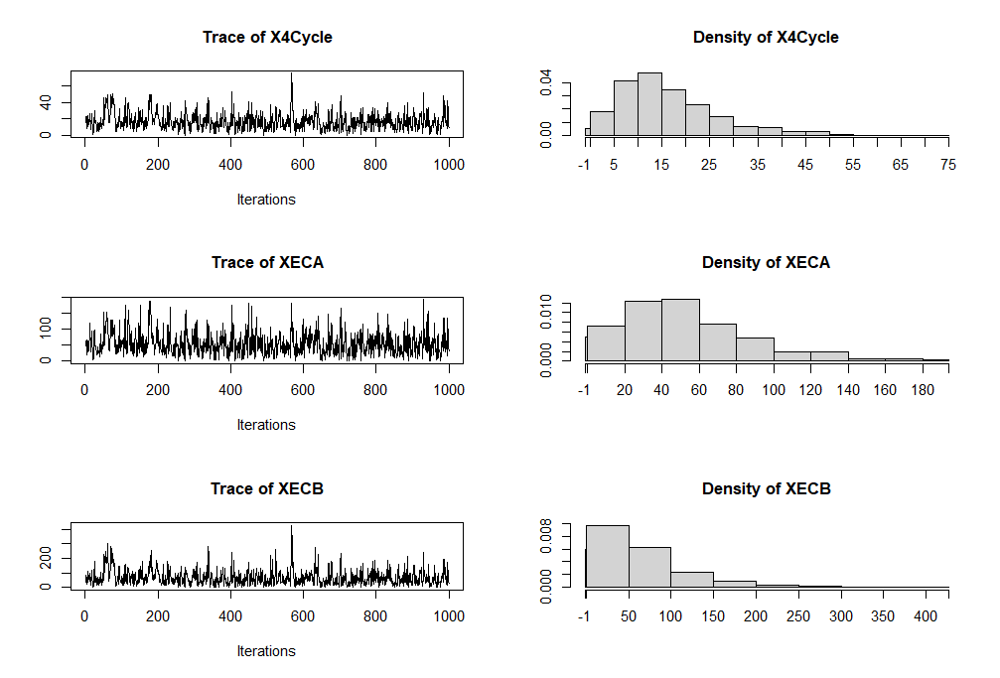 Trace of X4Cycle
40
0
0 200 400 600 800 1000
Iterations
Density of X4Cycle
0.04
0.00
-1 5 15 25 35 45 55 65 75
Trace of XECA
100
0
0 200 400 600 800 1000
Iterations
Density of XECA
0.010
0.000
-1 20 40 60 80 100 120 140 160 180
Trace of XECB
200
0
0 200 400 600 800 1000
Iterations
Density of XECB
0.008
0.000
-1 50 100 150 200 250 300 350 400